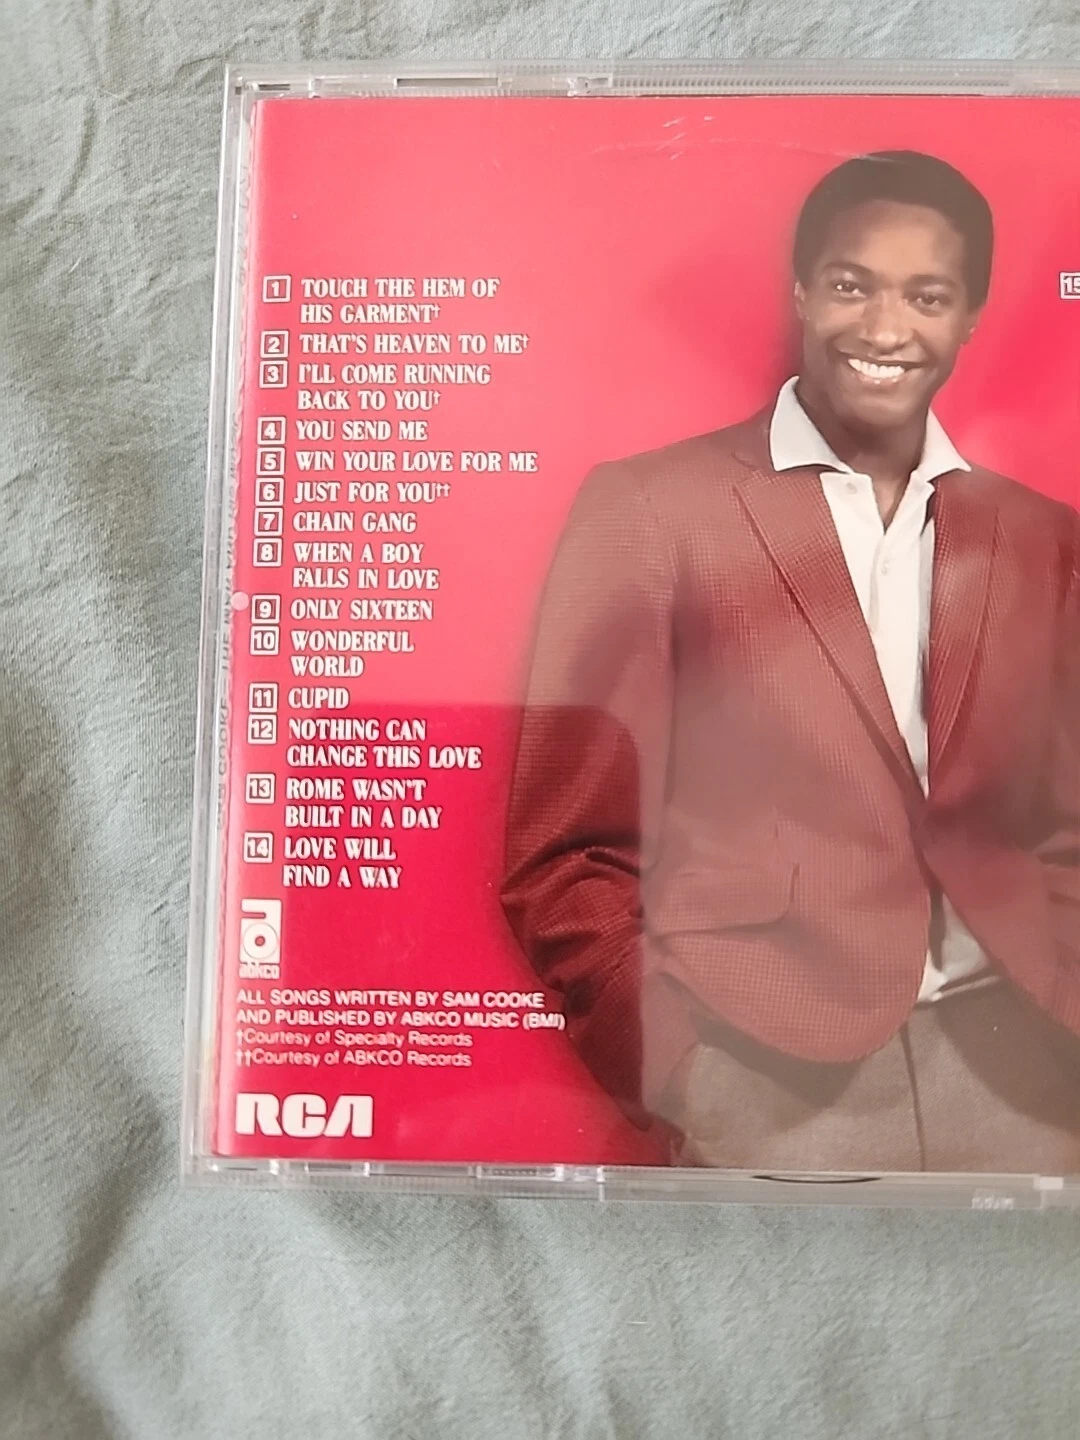 1 TOUCH THE HEM OF
HIS GARMENT†
2 THAT'S HEAVEN TO ME†
3 I'LL COME RUNNING
BACK TO YOU†
4 YOU SEND ME
5 WIN YOUR LOVE FOR ME
6 JUST FOR YOU††
7 CHAIN GANG
8 WHEN A BOY
FALLS IN LOVE
9 ONLY SIXTEEN
10 WONDERFUL
WORLD
11 CUPID
12 NOTHING CAN
CHANGE THIS LOVE
13 ROME WASN'T
BUILT IN A DAY
14 LOVE WILL
FIND A WAY
abkco
ALL SONGS WRITTEN BY SAM COOKE
AND PUBLISHED BY ABKCO MUSIC (BMI)
†Courtesy of Specialty Records
††Courtesy of ABKCO Records
RCA
15